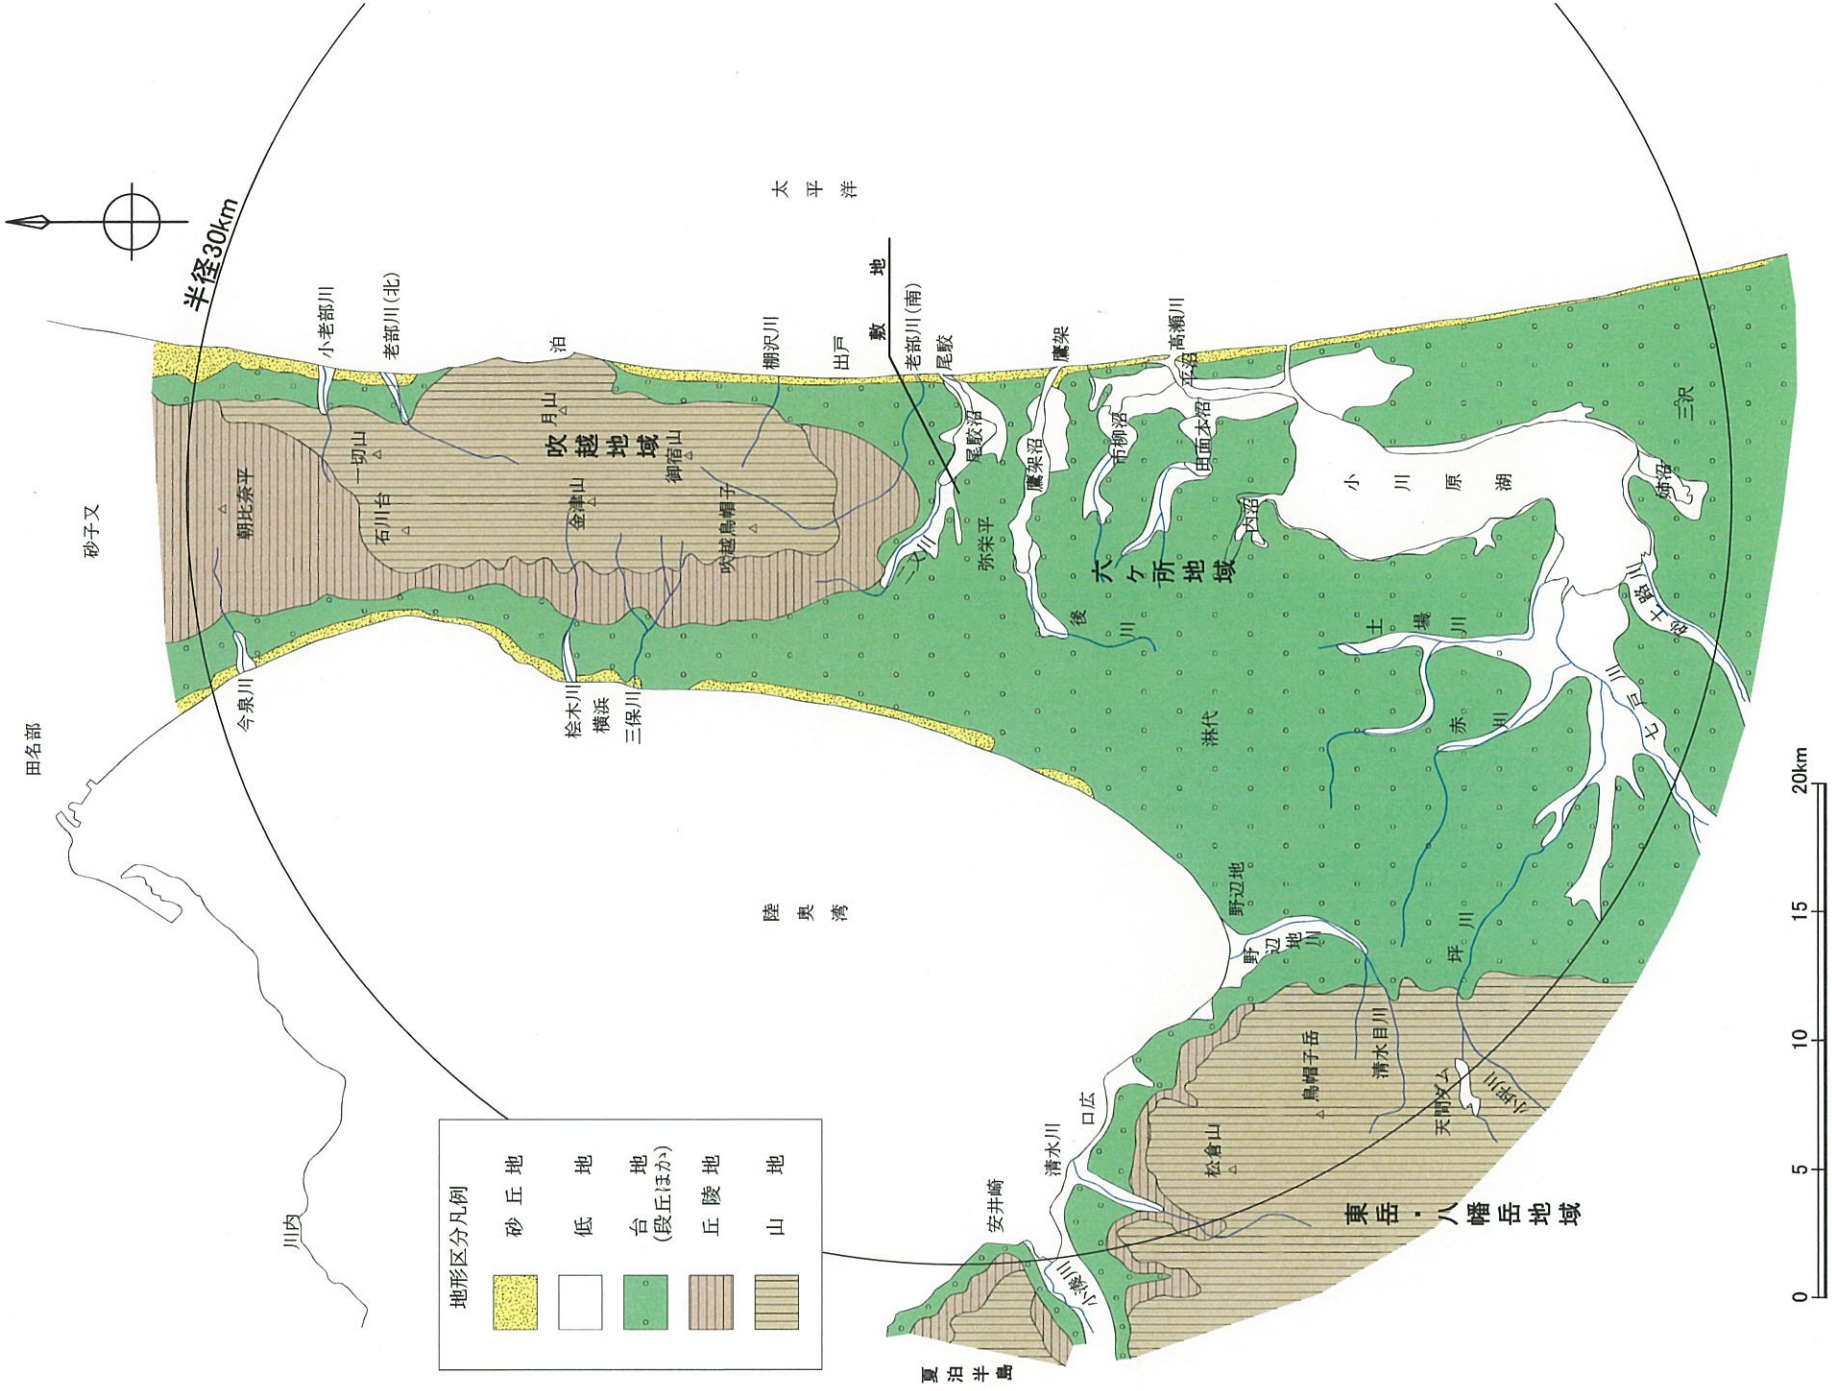 田名部
砂子又
川内
半径30km
朝比奈平
今泉川
小老部川
老部川(北)
一切山
石川台
月山
泊
吹越地域
金津山
御宿山
吹越烏帽子
桧木川
横浜
三保川
棚沢川
出戸
太平洋
陸奥湾
敷地
老部川(南)
尾駮
尾駮沼
二又川
弥栄平
鷹架
鷹架沼
後川
市柳沼
高瀬川
平沼
田面木沼
六ケ所地域
内沼
小川原湖
姉沼
三沢
土場川
砂土路川
淋代
赤川
七戸川
野辺地
野辺地川
坪川
清水目川
烏帽子岳
天間ダム
小坪川
松倉山
口広
清水川
安井崎
小湊川
夏泊半島
東岳・八幡岳地域
地形区分凡例
砂丘地
低地
台地
(段丘ほか)
丘陵地
山地
0 5 10 15 20km